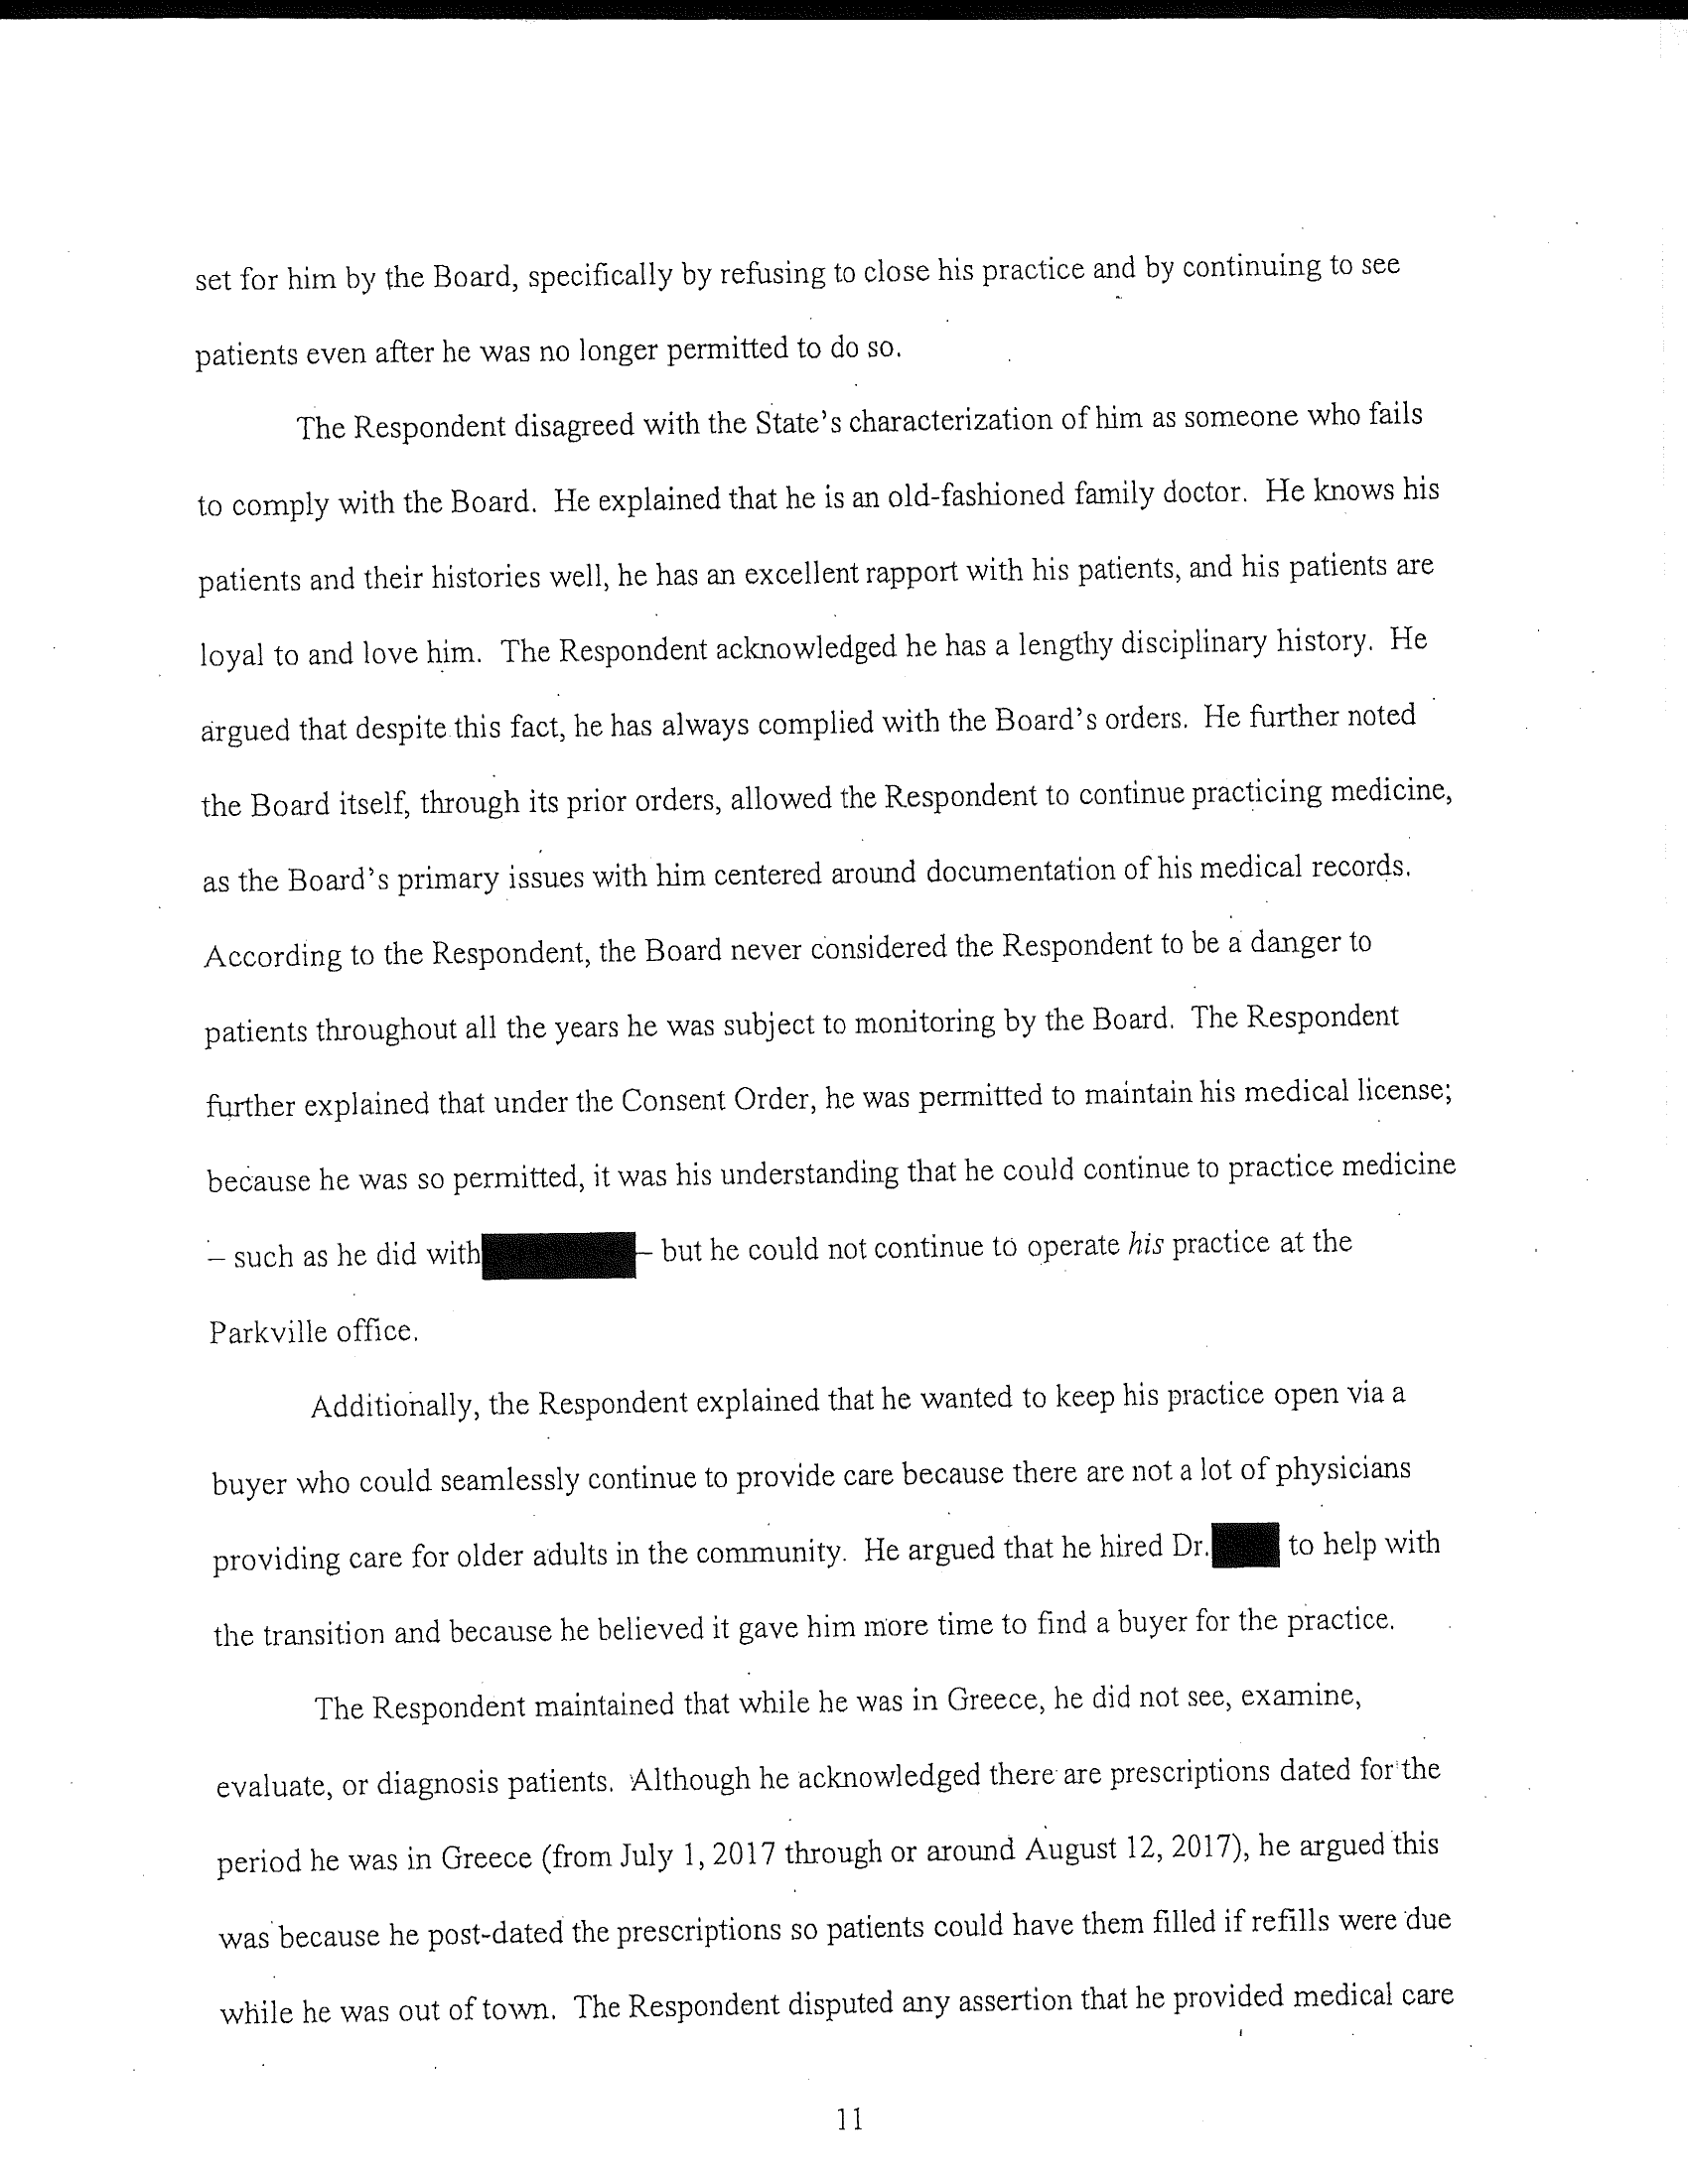 set for him by the Board, specifically by refusing to close his practice and by continuing to see
patients even after he was no longer permitted to do so.
The Respondent disagreed with the State's characterization of him as someone who fails
to comply with the Board. He explained that he is an old-fashioned family doctor. He knows his
patients and their histories well, he has an excellent rapport with his patients, and his patients are
loyal to and love him. The Respondent acknowledged he has a lengthy disciplinary history. He
argued that despite this fact, he has always complied with the Board's orders. He further noted
the Board itself, through its prior orders, allowed the Respondent to continue practicing medicine,
as the Board's primary issues with him centered around documentation of his medical records.
According to the Respondent, the Board never considered the Respondent to be a danger to
patients throughout all the years he was subject to monitoring by the Board. The Respondent
further explained that under the Consent Order, he was permitted to maintain his medical license;
because he was so permitted, it was his understanding that he could continue to practice medicine
– such as he did with – but he could not continue to operate his practice at the
Parkville office.
Additionally, the Respondent explained that he wanted to keep his practice open via a
buyer who could seamlessly continue to provide care because there are not a lot of physicians
providing care for older adults in the community. He argued that he hired Dr. to help with
the transition and because he believed it gave him more time to find a buyer for the practice.
The Respondent maintained that while he was in Greece, he did not see, examine,
evaluate, or diagnosis patients. Although he acknowledged there are prescriptions dated for the
period he was in Greece (from July 1, 2017 through or around August 12, 2017), he argued this
was because he post-dated the prescriptions so patients could have them filled if refills were due
while he was out of town. The Respondent disputed any assertion that he provided medical care
11